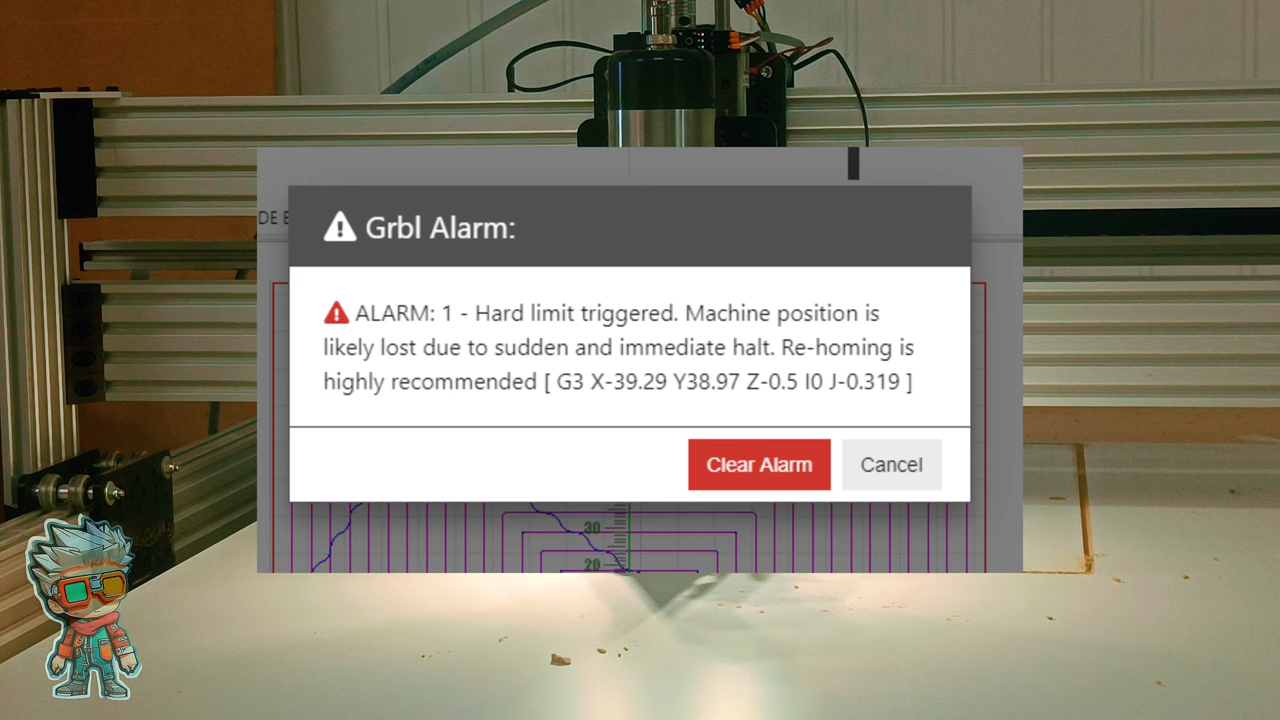 DE E
Grbl Alarm:
ALARM: 1 - Hard limit triggered. Machine position is
likely lost due to sudden and immediate halt. Re-homing is
highly recommended [ G3 X-39.29 Y38.97 Z-0.5 I0 J-0.319 ]
Clear Alarm Cancel
30
20